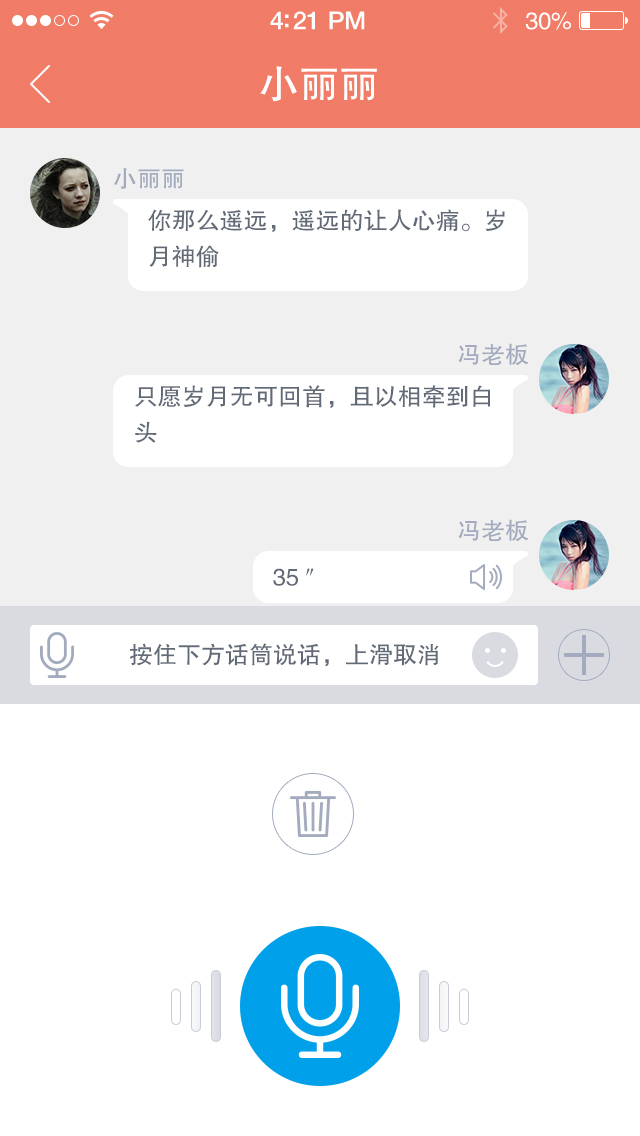 4:21 PM
30%
小丽丽
小丽丽
你那么遥远，遥远的让人心痛。岁
月神偷
冯老板
只愿岁月无可回首，且以相牵到白
头
冯老板
35 ″
按住下方话筒说话，上滑取消